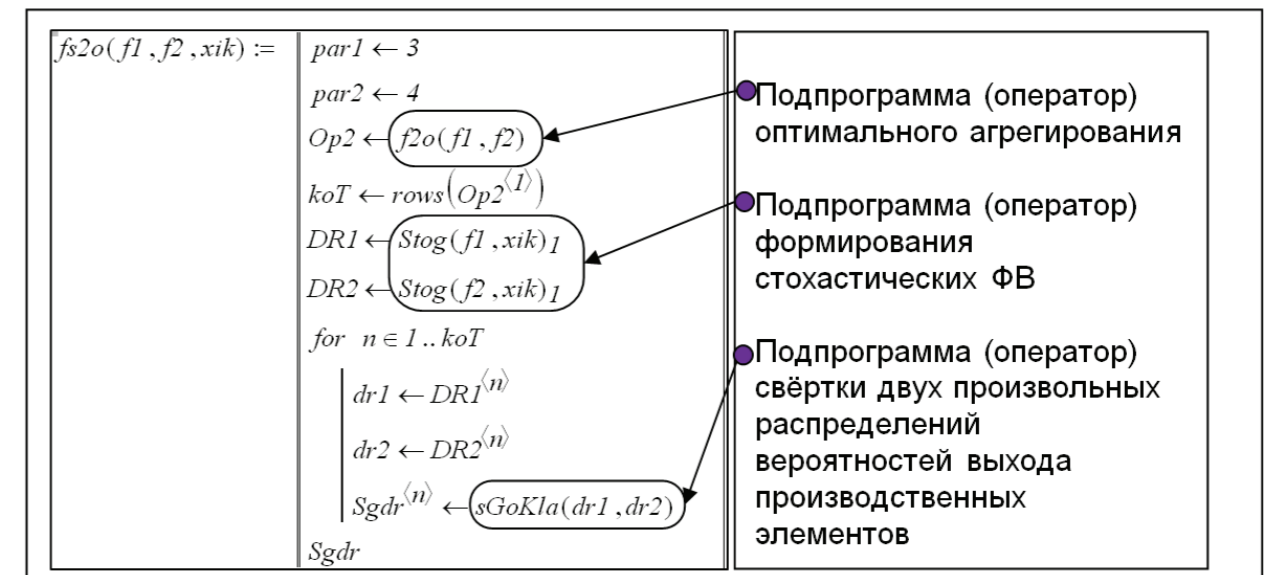 fs2o(f1 ,f2 ,xik) :=
par1 ← 3
par2 ← 4
Op2 ← f2o(f1 ,f2)
koT ← rows(Op2⟨1⟩)
DR1 ← Stog(f1 ,xik)1
DR2 ← Stog(f2 ,xik)1
for n ∈ 1 .. koT
dr1 ← DR1⟨n⟩
dr2 ← DR2⟨n⟩
Sgdr⟨n⟩ ← sGoKla(dr1 ,dr2)
Sgdr
Подпрограмма (оператор)
оптимального агрегирования
Подпрограмма (оператор)
формирования
стохастических ФВ
Подпрограмма (оператор)
свёртки двух произвольных
распределений
вероятностей выхода
производственных
элементов